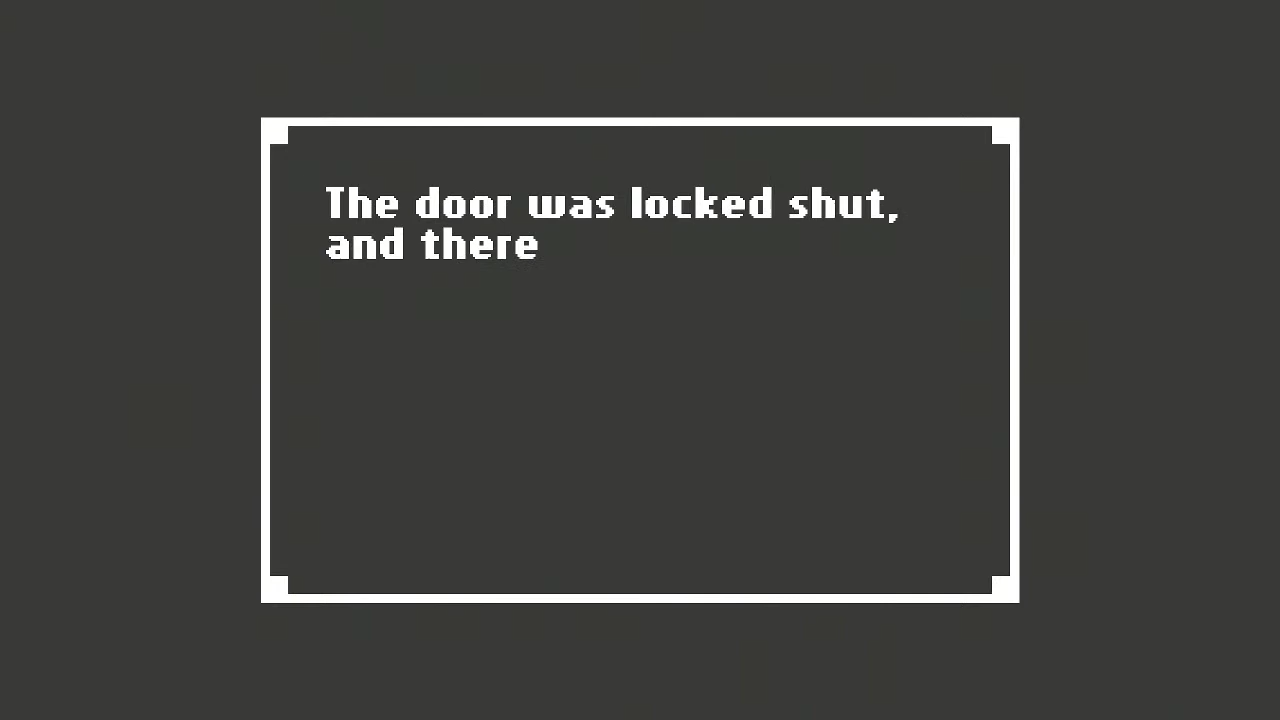 The door was locked shut,
and there